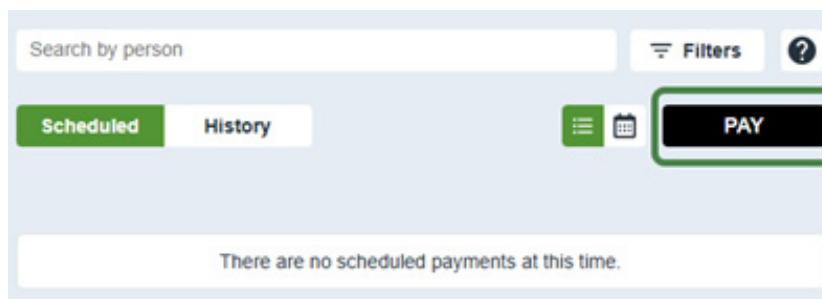 Search by person
Filters
?
Scheduled
History
PAY
There are no scheduled payments at this time.